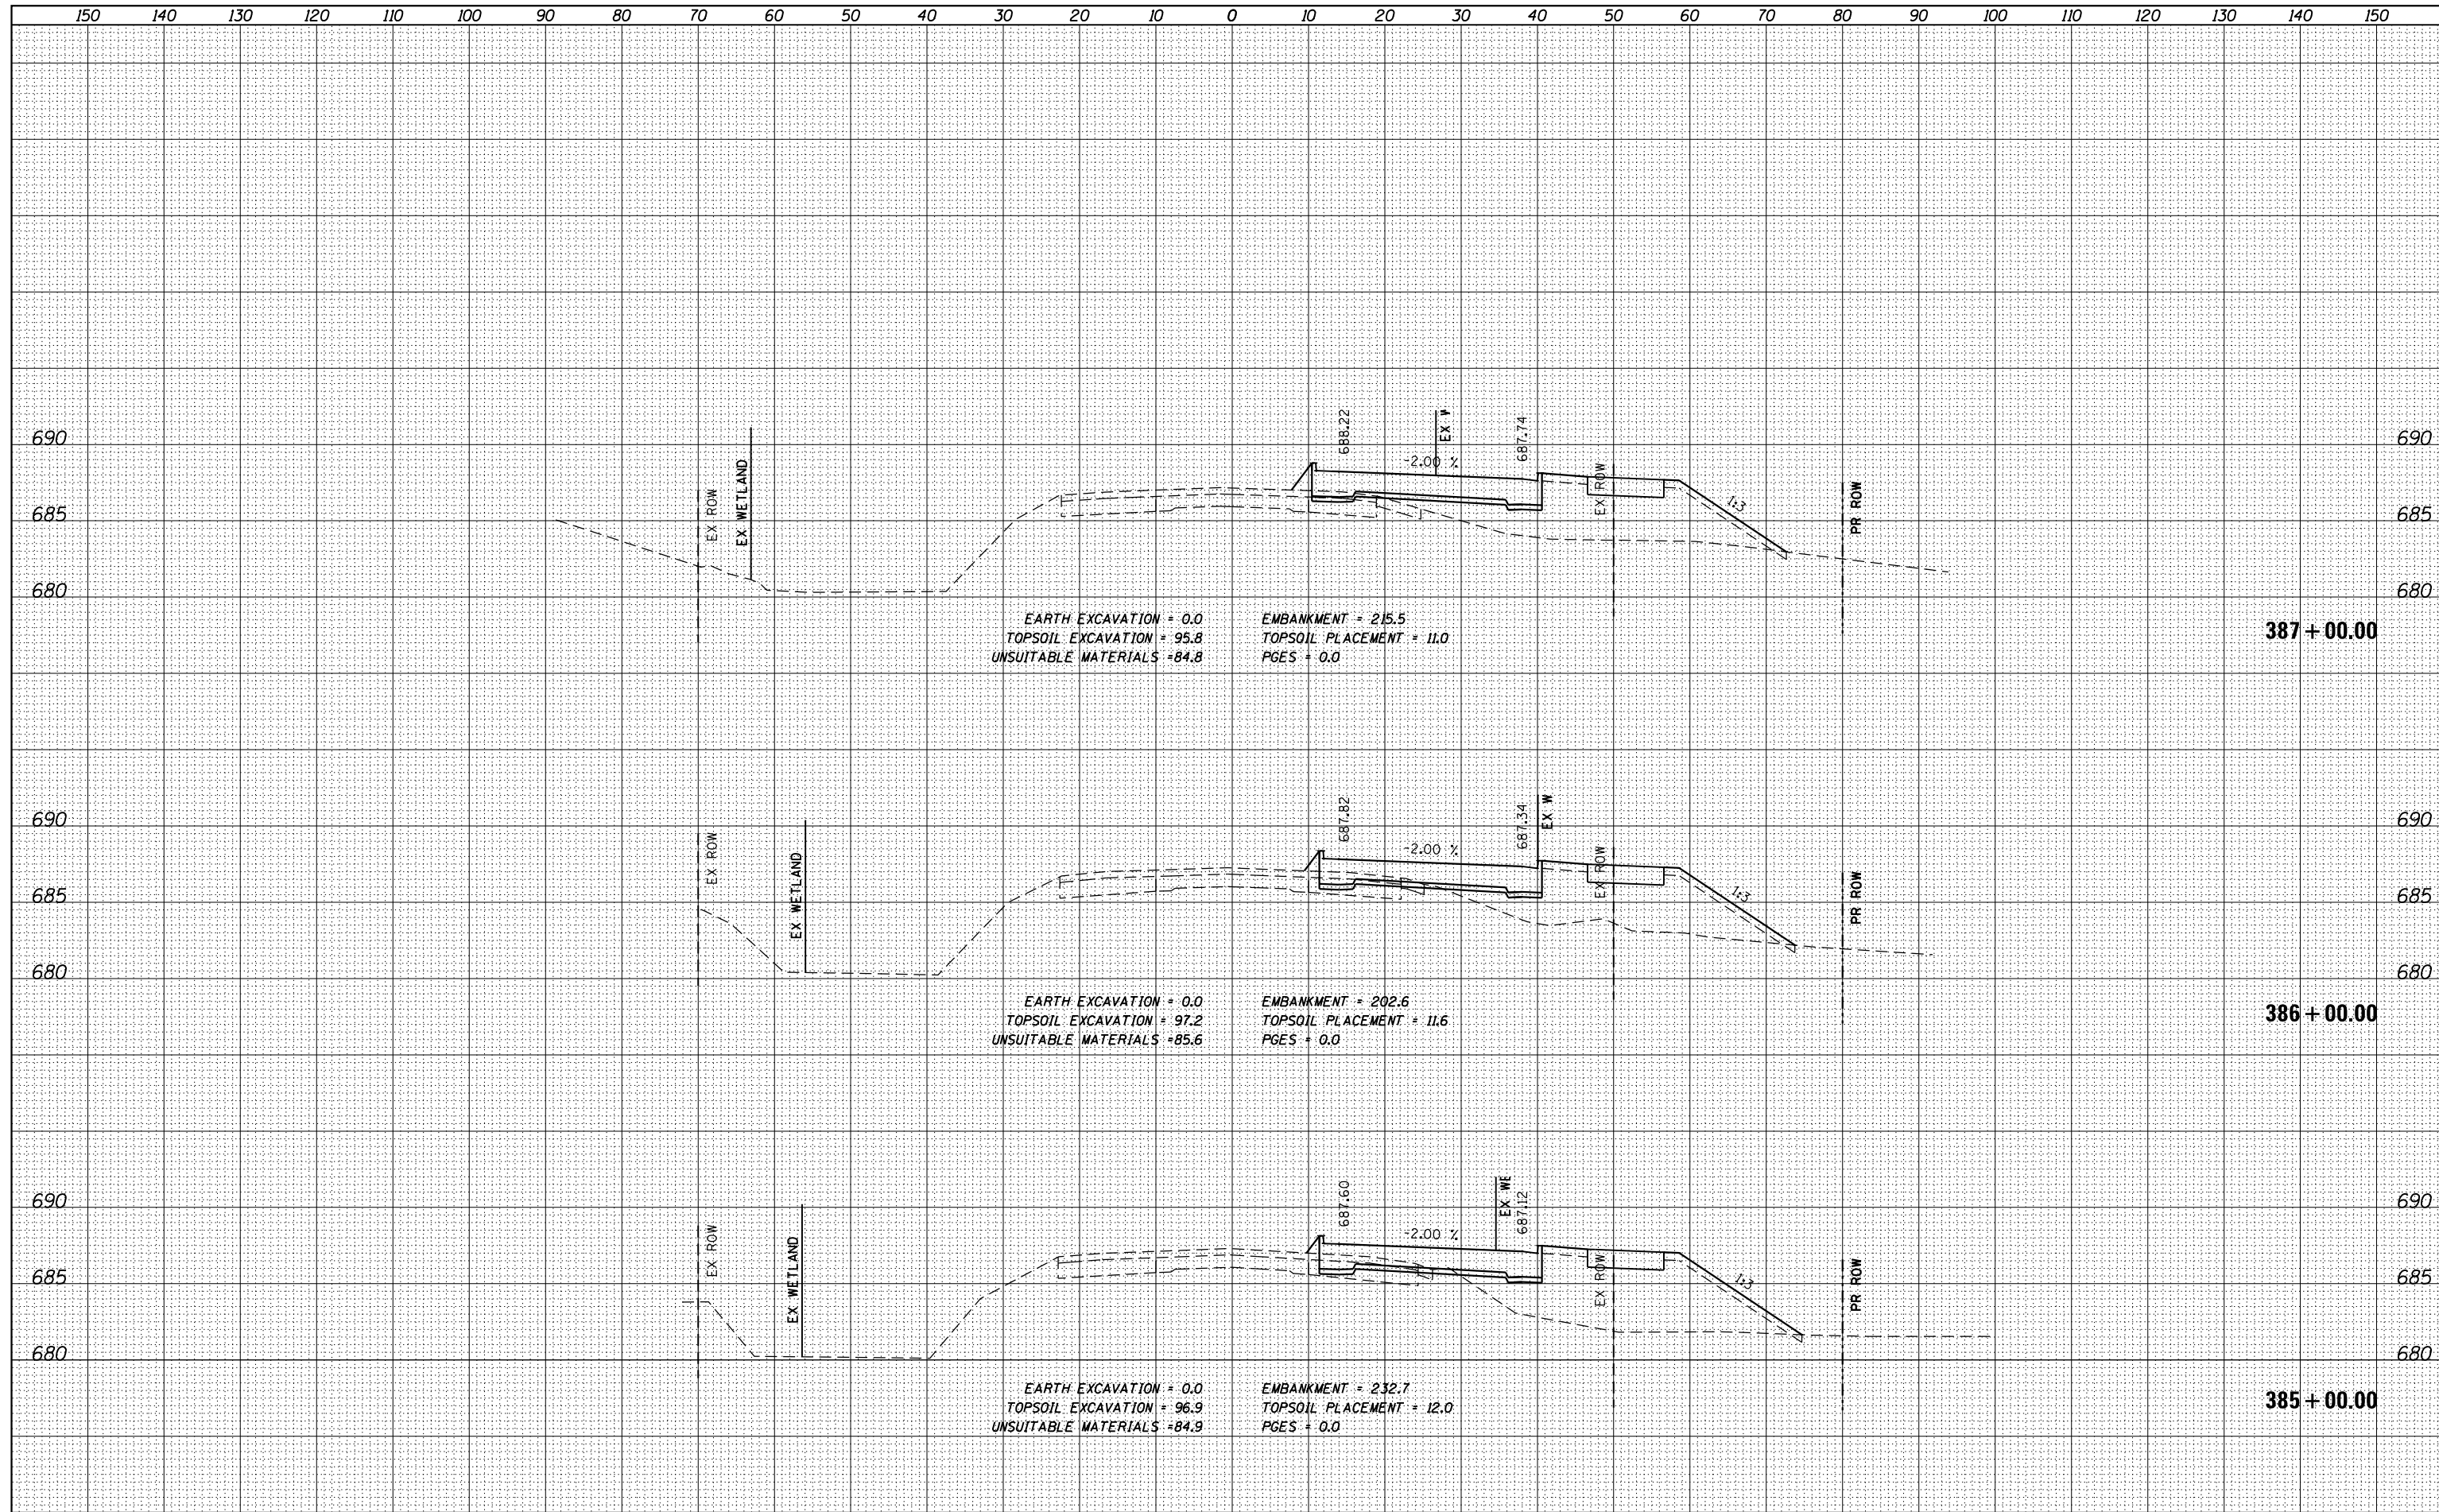 150 140 130 120 110 100 90 80 70 60 50 40 30 20 10 0 10 20 30 40 50 60 70 80 90 100 110 120 130 140 150
690 690
688.22
EX W
687.74
-2.00 %
EX ROW
EX WETLAND
EX ROW
1:3
PR ROW
685 685
680 680
EARTH EXCAVATION = 0.0 EMBANKMENT = 215.5
TOPSOIL EXCAVATION = 95.8 TOPSOIL PLACEMENT = 11.0
UNSUITABLE MATERIALS =84.8 PGES = 0.0
387+00.00
690 690
687.82
687.34
EX W
-2.00 %
EX ROW
EX WETLAND
EX ROW
1:3
PR ROW
685 685
680 680
EARTH EXCAVATION = 0.0 EMBANKMENT = 202.6
TOPSOIL EXCAVATION = 97.2 TOPSOIL PLACEMENT = 11.6
UNSUITABLE MATERIALS =85.6 PGES = 0.0
386+00.00
690 690
687.60
EX WE
687.12
-2.00 %
EX ROW
EX WETLAND
EX ROW
1:3
PR ROW
685 685
680 680
EARTH EXCAVATION = 0.0 EMBANKMENT = 232.7
TOPSOIL EXCAVATION = 96.9 TOPSOIL PLACEMENT = 12.0
UNSUITABLE MATERIALS =84.9 PGES = 0.0
385+00.00